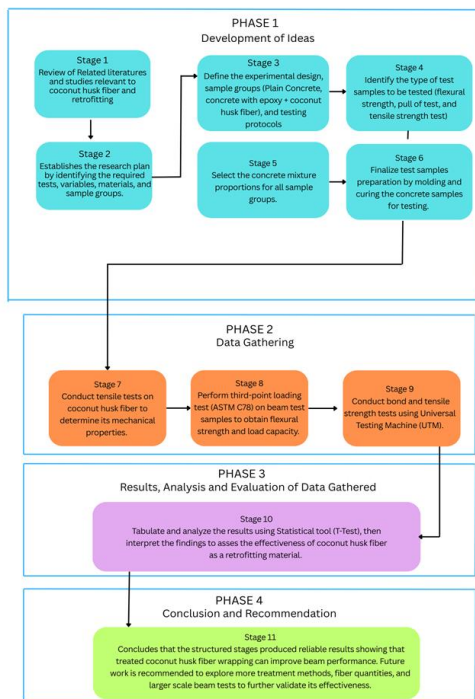 PHASE 1
Development of Ideas
Stage 1
Review of Related literatures
and studies relevant to
coconut husk fiber and
retrofitting
Stage 2
Establishes the research plan
by identifying the required
tests, variables, materials, and
sample groups.
Stage 3
Define the experimental design,
sample groups (Plain Concrete,
concrete with epoxy + coconut
husk fiber), and testing
protocols
Stage 4
Identify the type of test
samples to be tested (flexural
strength, pull of test, and
tensile strength test)
Stage 5
Select the concrete mixture
proportions for all sample
groups.
Stage 6
Finalize test samples
preparation by molding and
curing the concrete samples
for testing.
PHASE 2
Data Gathering
Stage 7
Conduct tensile tests on
coconut husk fiber to
determine its mechanical
properties.
Stage 8
Perform third-point loading
test (ASTM C78) on beam test
samples to obtain flexural
strength and load capacity.
Stage 9
Conduct bond and tensile
strength tests using Universal
Testing Machine (UTM).
PHASE 3
Results, Analysis and Evaluation of Data Gathered
Stage 10
Tabulate and analyze the results using Statistical tool (T-Test), then
interpret the findings to asses the effectiveness of coconut husk fiber
as a retrofitting material.
PHASE 4
Conclusion and Recommendation
Stage 11
Concludes that the structured stages produced reliable results showing that
treated coconut husk fiber wrapping can improve beam performance. Future
work is recommended to explore more treatment methods, fiber quantities, and
larger scale beam tests to further validate its effectiveness.